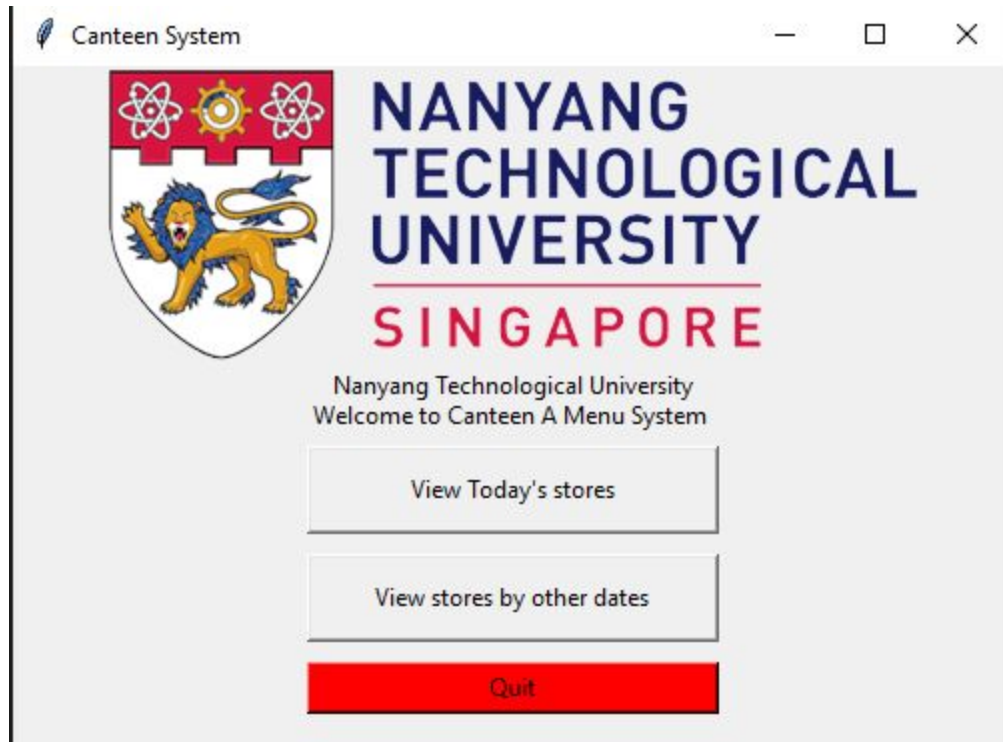 Canteen System
NANYANG
TECHNOLOGICAL
UNIVERSITY
SINGAPORE
Nanyang Technological University
Welcome to Canteen A Menu System
View Today's stores
View stores by other dates
Quit